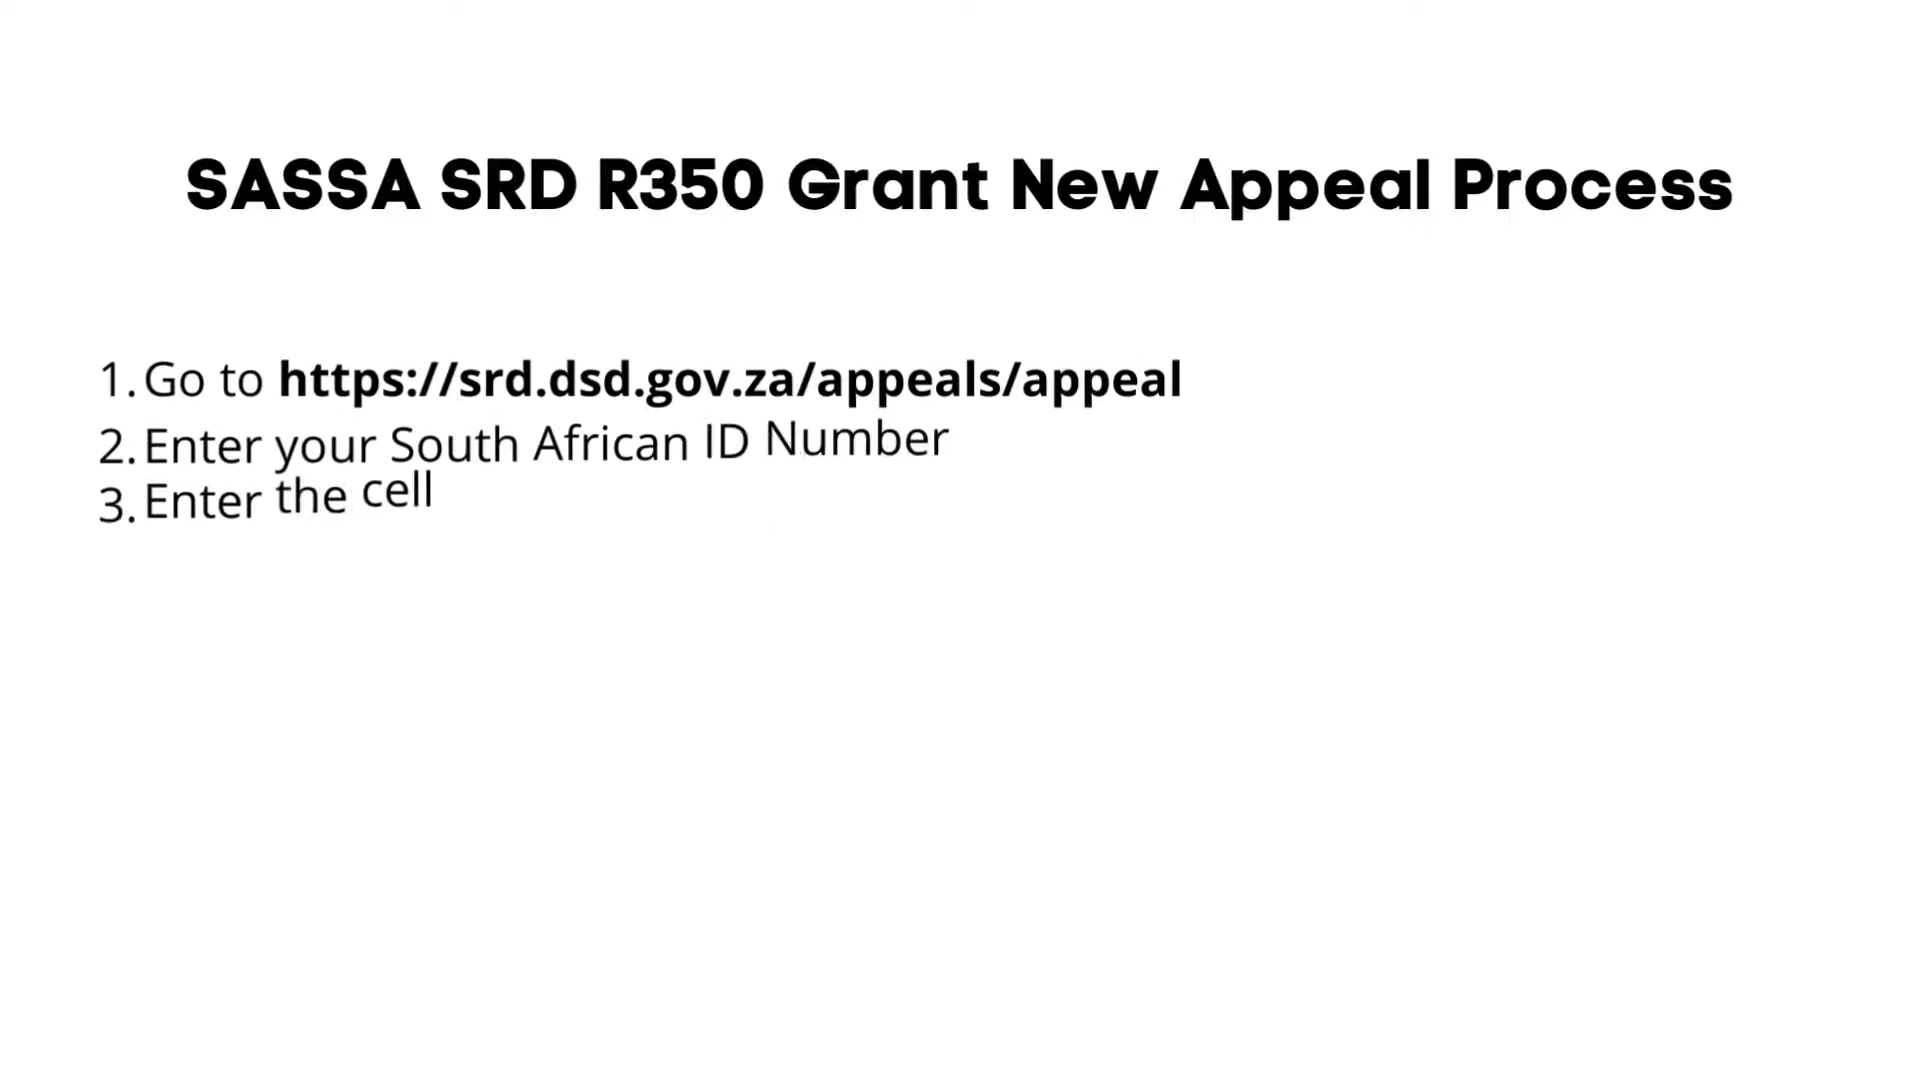 SASSA SRD R350 Grant New Appeal Process
1. Go to https://srd.dsd.gov.za/appeals/appeal
2. Enter your South African ID Number
3. Enter the cell